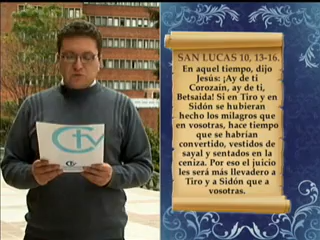 SAN LUCAS 10, 13-16.
En aquel tiempo, dijo
Jesús: ¡Ay de ti
Corozaín, ay de ti,
Betsaida! Si en Tiro y en
Sidón se hubieran
hecho los milagros que
en vosotras, hace tiempo
que se habrían
convertido, vestidos de
sayal y sentados en la
ceniza. Por eso el juicio
les será más llevadero a
Tiro y a Sidón que a
vosotras.
CTV
CTV